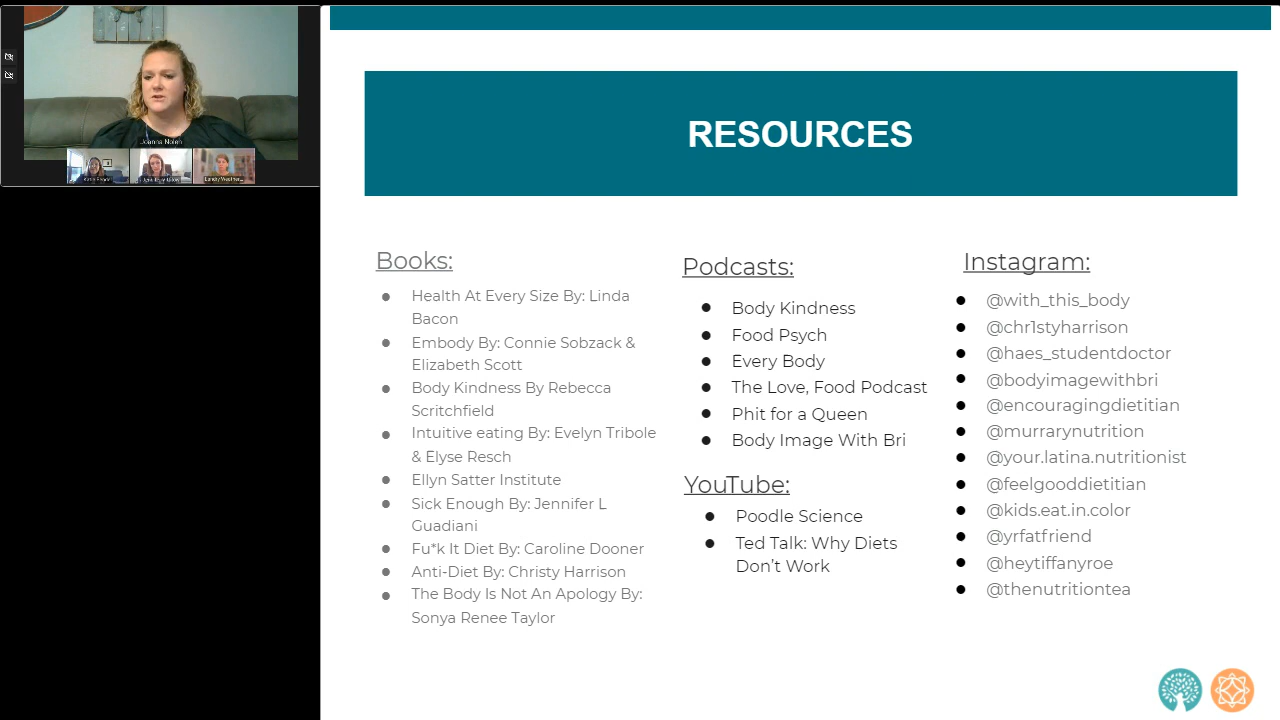 Joanna Nolen
RESOURCES
Books:
Health At Every Size By: Linda
Bacon
Embody By: Connie Sobzack &
Elizabeth Scott
Body Kindness By Rebecca
Scritchfield
Intuitive eating By: Evelyn Tribole
& Elyse Resch
Ellyn Satter Institute
Sick Enough By: Jennifer L
Guadiani
Fu*k It Diet By: Caroline Dooner
Anti-Diet By: Christy Harrison
The Body Is Not An Apology By:
Sonya Renee Taylor
Podcasts:
Body Kindness
Food Psych
Every Body
The Love, Food Podcast
Phit for a Queen
Body Image With Bri
YouTube:
Poodle Science
Ted Talk: Why Diets
Don't Work
Instagram:
@with_this_body
@chr1styharrison
@haes_studentdoctor
@bodyimagewithbri
@encouragingdietitian
@murrarynutrition
@your.latina.nutritionist
@feelgooddietitian
@kids.eat.in.color
@yrfatfriend
@heytiffanyroe
@thenutritiontea